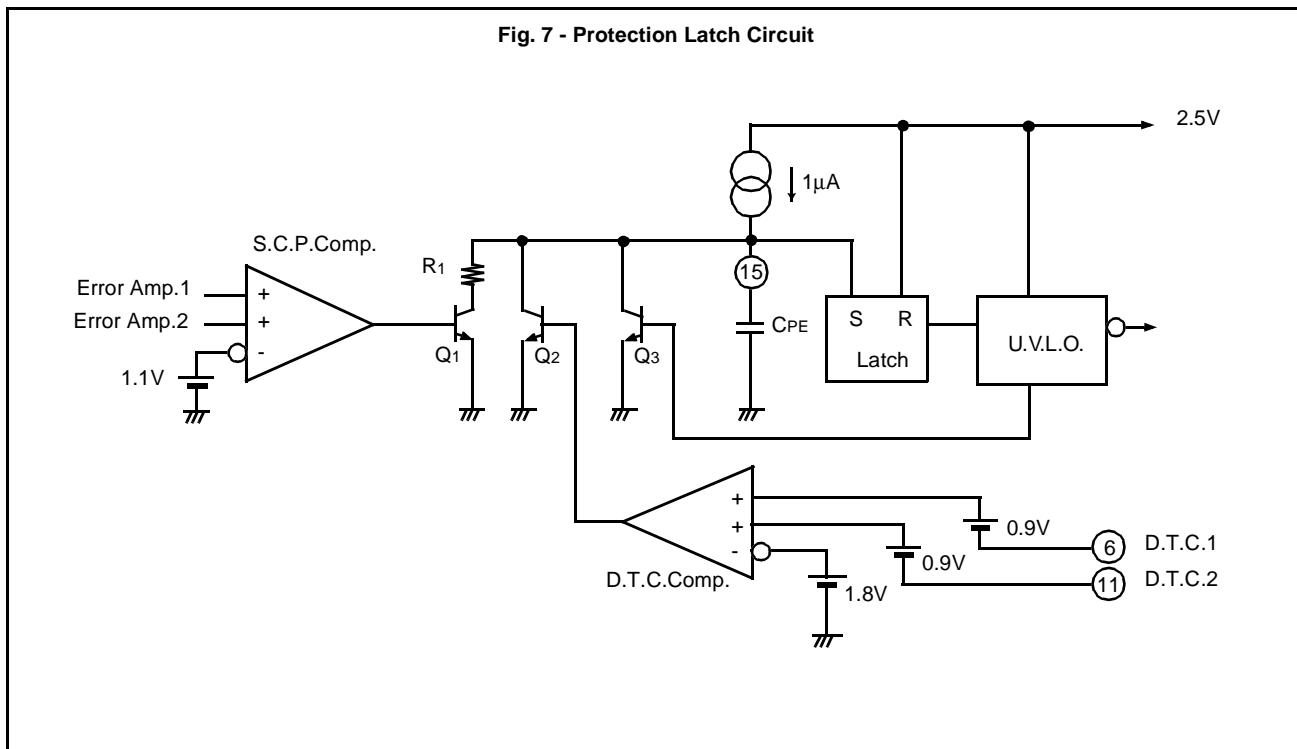 Fig. 7 - Protection Latch Circuit
2.5V
1μA
S.C.P.Comp.
R1
15
Error Amp.1
+
S R
Error Amp.2
+
CPE
U.V.L.O.
-
Q1
Q2
Q3
Latch
1.1V
+
+
0.9V
6
D.T.C.1
-
0.9V
D.T.C.Comp.
1.8V
11
D.T.C.2